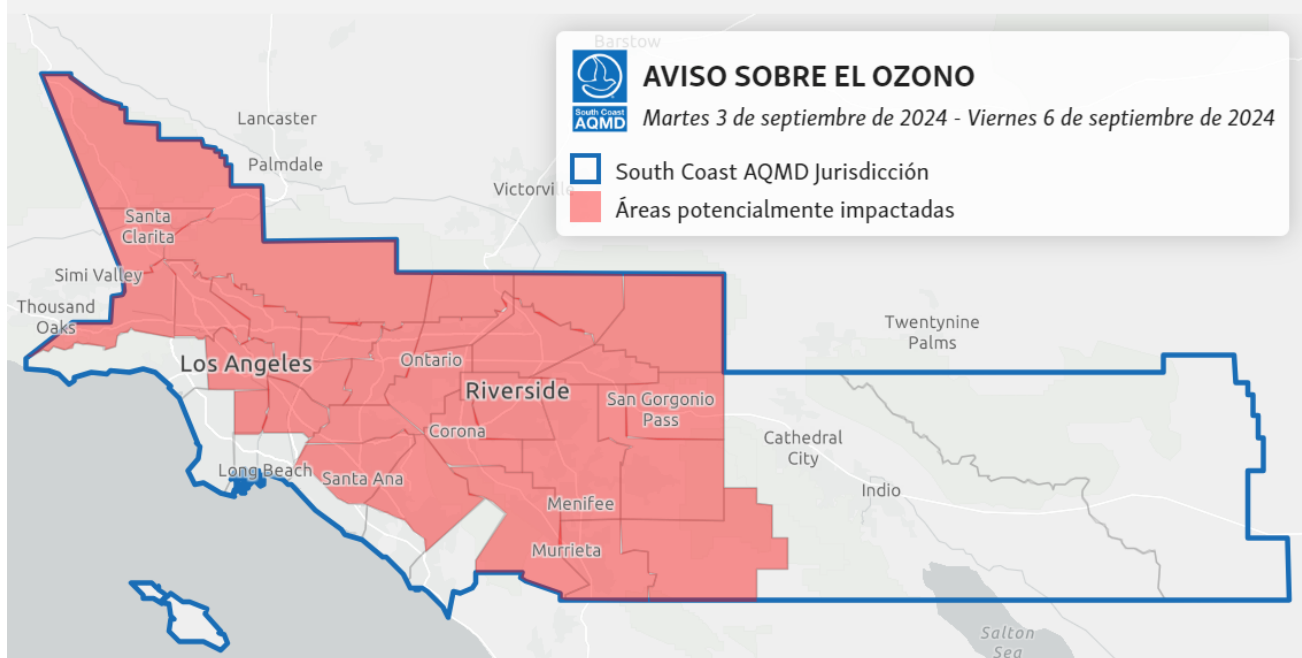 Barstow
AVISO SOBRE EL OZONO
South Coast
AQMD
Martes 3 de septiembre de 2024 - Viernes 6 de septiembre de 2024
South Coast AQMD Jurisdicción
Áreas potencialmente impactadas
Lancaster
Palmdale
Victorville
Santa
Clarita
Simi Valley
Thousand
Oaks
Twentynine
Palms
Los Angeles
Ontario
Riverside
San Gorgonio
Pass
Corona
Cathedral
City
Long Beach
Santa Ana
Indio
Menifee
Murrieta
Salton
Sea